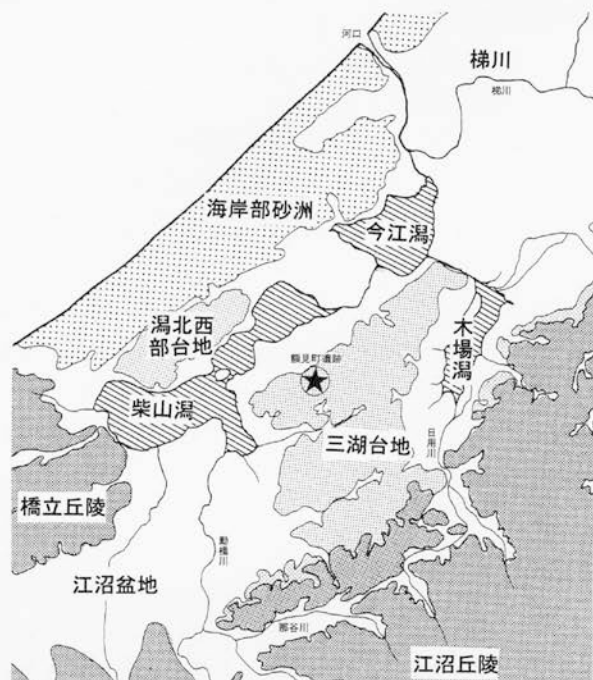 河口
梯川
梯川
海岸部砂洲
今江潟
潟北西
部台地
木場潟
額見町遺跡
柴山潟
三湖台地
日用川
橋立丘陵
動橋川
江沼盆地
那谷川
江沼丘陵